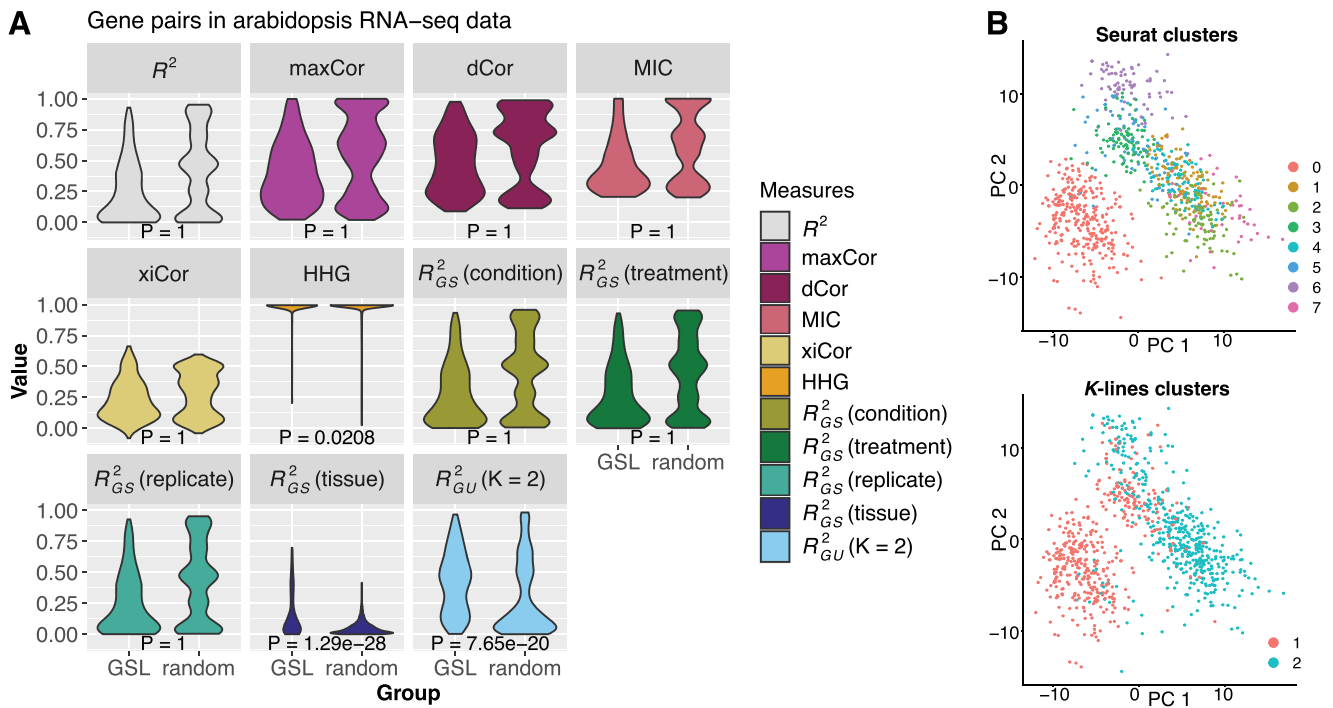 A
Gene pairs in arabidopsis RNA−seq data
R² maxCor dCor MIC
1.00
0.75
0.50
0.25
0.00
P = 1 P = 1 P = 1 P = 1
xiCor HHG R²GS (condition) R²GS (treatment)
1.00
0.75
0.50
0.25
0.00
P = 1 P = 0.0208 P = 1 P = 1
GSL random
R²GS (replicate) R²GS (tissue) R²GU (K = 2)
1.00
0.75
0.50
0.25
0.00
P = 1 P = 1.29e−28 P = 7.65e−20
GSL random GSL random GSL random
Value
Group
Measures
R²
maxCor
dCor
MIC
xiCor
HHG
R²GS (condition)
R²GS (treatment)
R²GS (replicate)
R²GS (tissue)
R²GU (K = 2)
B
Seurat clusters
PC 2
10
0
−10
−10 0 10
PC 1
0
1
2
3
4
5
6
7
K-lines clusters
PC 2
10
0
−10
−10 0 10
PC 1
1
2